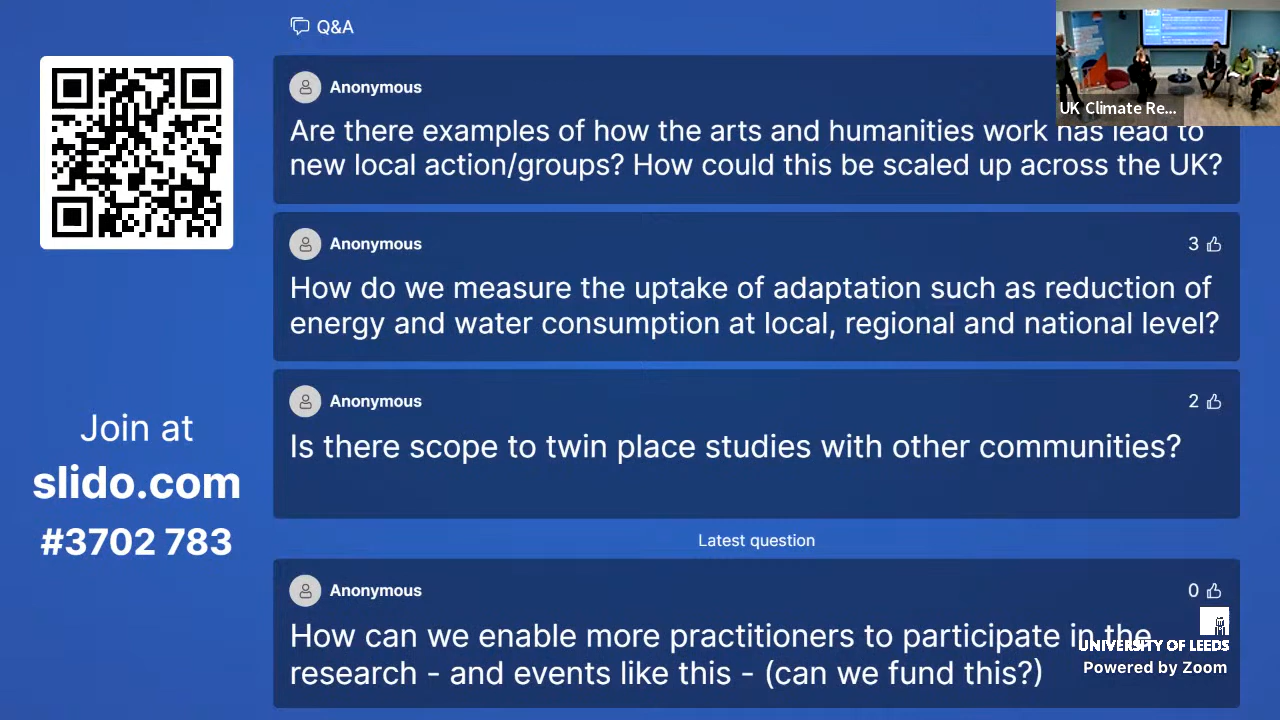 Q&A
Anonymous
Are there examples of how the arts and humanities work has lead to
new local action/groups? How could this be scaled up across the UK?
UK Climate Re...
Anonymous
3
How do we measure the uptake of adaptation such as reduction of
energy and water consumption at local, regional and national level?
Anonymous
2
Is there scope to twin place studies with other communities?
Join at
slido.com
#3702 783
Latest question
Anonymous
0
How can we enable more practitioners to participate in the
research - and events like this - (can we fund this?)
UNIVERSITY OF LEEDS
Powered by Zoom